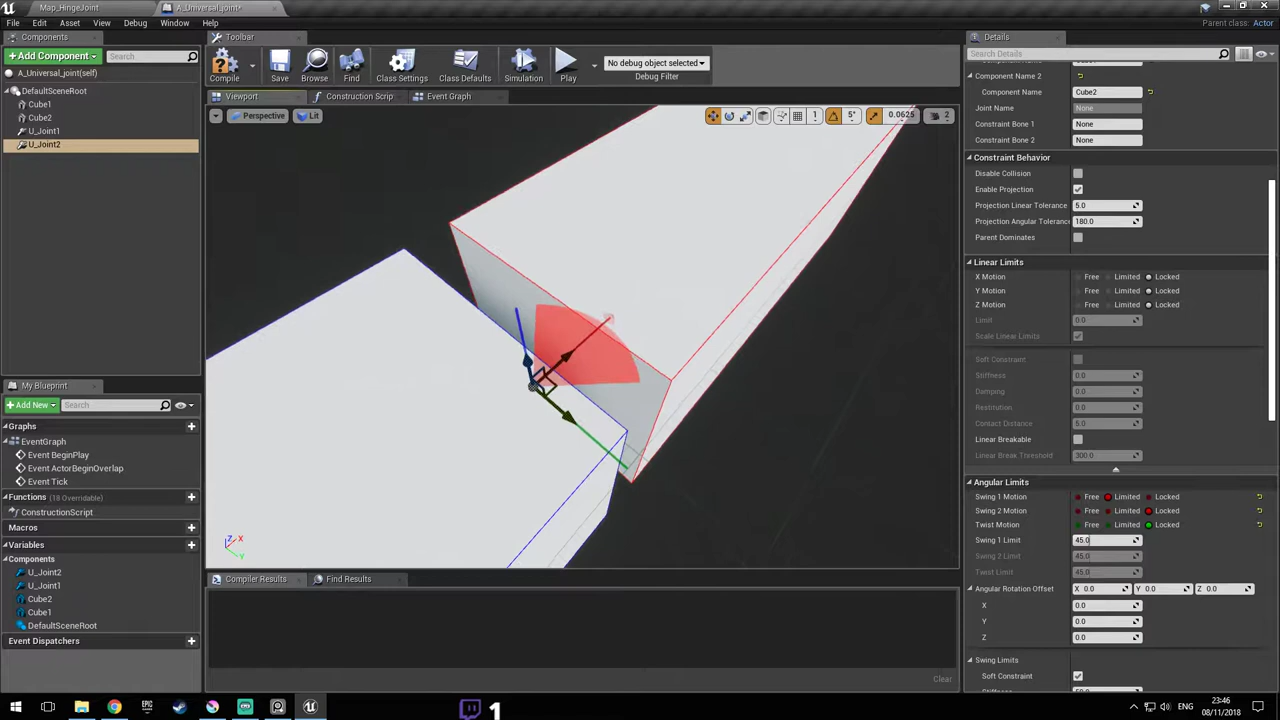 Map_HingeJoint
A_Universal_joint*
Parent class: Actor
File Edit Asset View Debug Window Help
Components
Add Component
Search
A_Universal_joint(self)
DefaultSceneRoot
Cube1
Cube2
U_Joint1
U_Joint2
My Blueprint
Add New
Search
Graphs
EventGraph
Event BeginPlay
Event ActorBeginOverlap
Event Tick
Functions (18 Overridable)
ConstructionScript
Macros
Variables
Components
U_Joint2
U_Joint1
Cube2
Cube1
DefaultSceneRoot
Event Dispatchers
Toolbar
Compile
Save
Browse
Find
Class Settings
Class Defaults
Simulation
Play
No debug object selected
Debug Filter
Viewport
Construction Scrip
Event Graph
Perspective
Lit
1
5°
0.0625
2
Z X
Y
Compiler Results
Find Results
Clear
Details
Search Details
Component Name 2
Component Name Cube2
Joint Name None
Constraint Bone 1 None
Constraint Bone 2 None
Constraint Behavior
Disable Collision
Enable Projection
Projection Linear Tolerance 5.0
Projection Angular Tolerance 180.0
Parent Dominates
Linear Limits
X Motion Free Limited Locked
Y Motion Free Limited Locked
Z Motion Free Limited Locked
Limit 0.0
Scale Linear Limits
Soft Constraint
Stiffness 0.0
Damping 0.0
Restitution 0.0
Contact Distance 5.0
Linear Breakable
Linear Break Threshold 300.0
Angular Limits
Swing 1 Motion Free Limited Locked
Swing 2 Motion Free Limited Locked
Twist Motion Free Limited Locked
Swing 1 Limit 45.0
Swing 2 Limit 45.0
Twist Limit 45.0
Angular Rotation Offset X 0.0 Y 0.0 Z 0.0
X 0.0
Y 0.0
Z 0.0
Swing Limits
Soft Constraint
1
ENG
23:46
08/11/2018